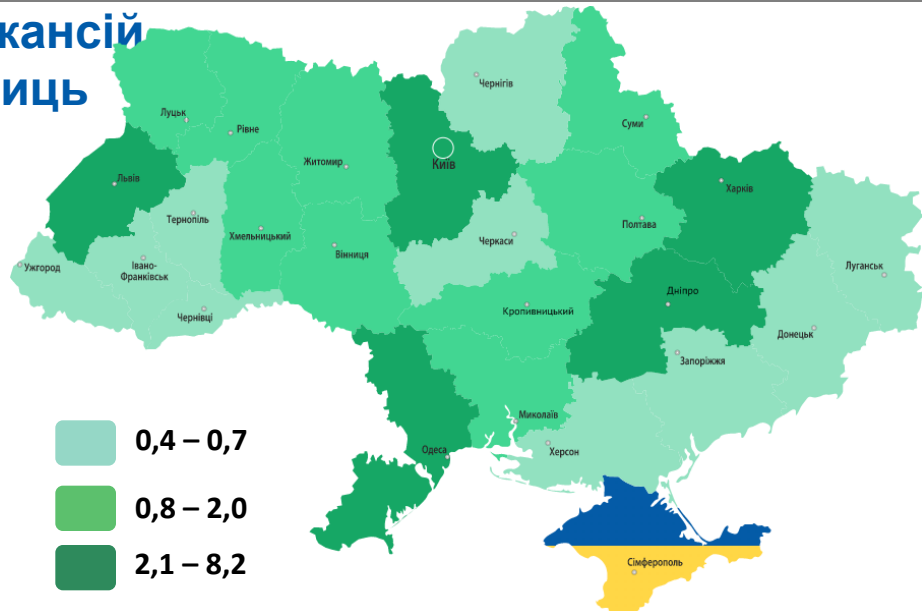 кансій
иць
Чернігів
Луцьк
Рівне
Суми
Житомир
Київ
Львів
Харків
Тернопіль
Хмельницький
Черкаси
Полтава
Вінниця
Ужгород
Івано-
Франківськ
Луганськ
Чернівці
Кропивницький
Дніпро
Донецьк
Запоріжжя
Миколаїв
Одеса
Херсон
Сімферополь
0,4 – 0,7
0,8 – 2,0
2,1 – 8,2